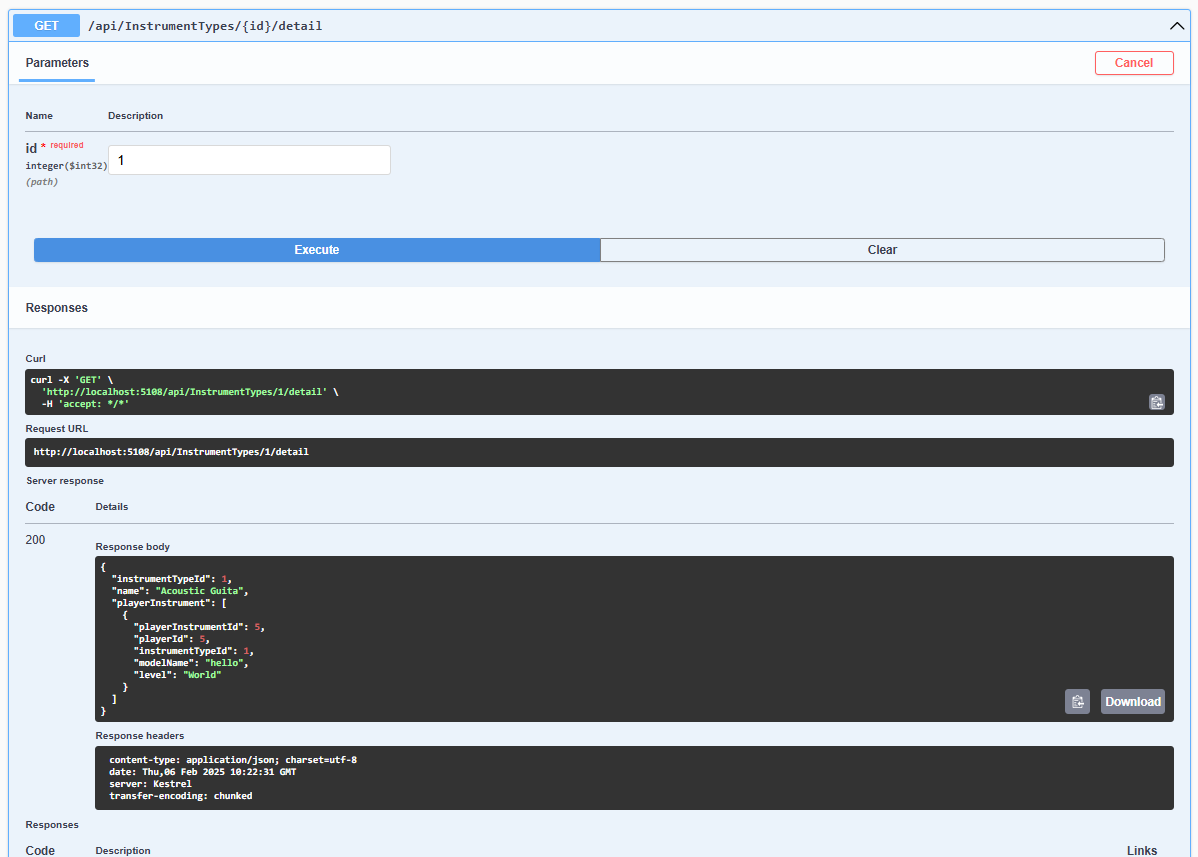 GET /api/InstrumentTypes/{id}/detail
Parameters
Cancel
Name Description
id * required
integer($int32)
(path)
1
Execute Clear
Responses
Curl
curl -X 'GET' \
  'http://localhost:5108/api/InstrumentTypes/1/detail' \
  -H 'accept: */*'
Request URL
http://localhost:5108/api/InstrumentTypes/1/detail
Server response
Code Details
200
Response body
{
  "instrumentTypeId": 1,
  "name": "Acoustic Guita",
  "playerInstrument": [
    {
      "playerInstrumentId": 5,
      "playerId": 5,
      "instrumentTypeId": 1,
      "modelName": "hello",
      "level": "World"
    }
  ]
}
Download
Response headers
content-type: application/json; charset=utf-8
date: Thu,06 Feb 2025 10:22:31 GMT
server: Kestrel
transfer-encoding: chunked
Responses
Code Description Links